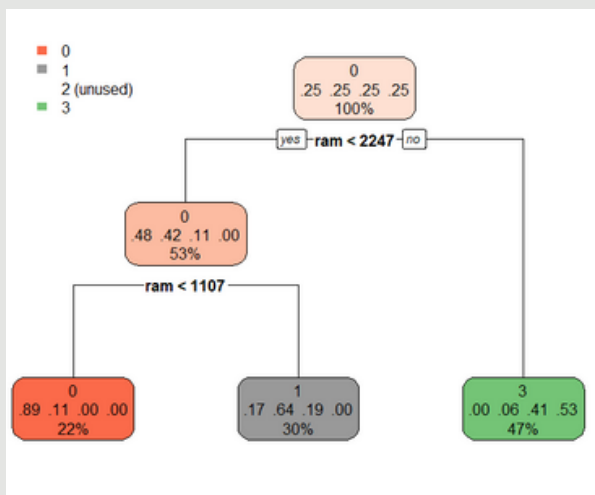 0
1
2 (unused)
3
0
.25 .25 .25 .25
100%
yes ram < 2247 no
0
.48 .42 .11 .00
53%
ram < 1107
0
.89 .11 .00 .00
22%
1
.17 .64 .19 .00
30%
3
.00 .06 .41 .53
47%